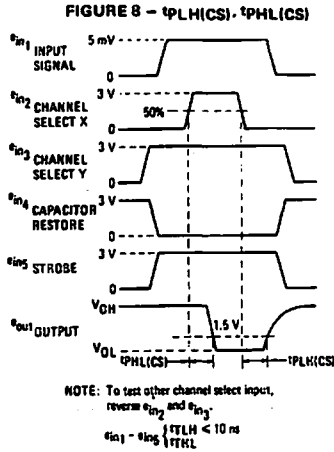 FIGURE 8 – tPLH(CS), tPHL(CS)
ein1 INPUT SIGNAL
5 mV
0
ein2 CHANNEL SELECT X
3 V
50%
0
ein3 CHANNEL SELECT Y
3 V
0
ein4 CAPACITOR RESTORE
3 V
0
ein5 STROBE
3 V
0
eout OUTPUT
VOH
1.5 V
VOL
tPHL(CS)
tPLH(CS)
NOTE: To test other channel select input,
reverse ein2 and ein3.
ein1 – ein5 { tTLH < 10 ns
tTHL